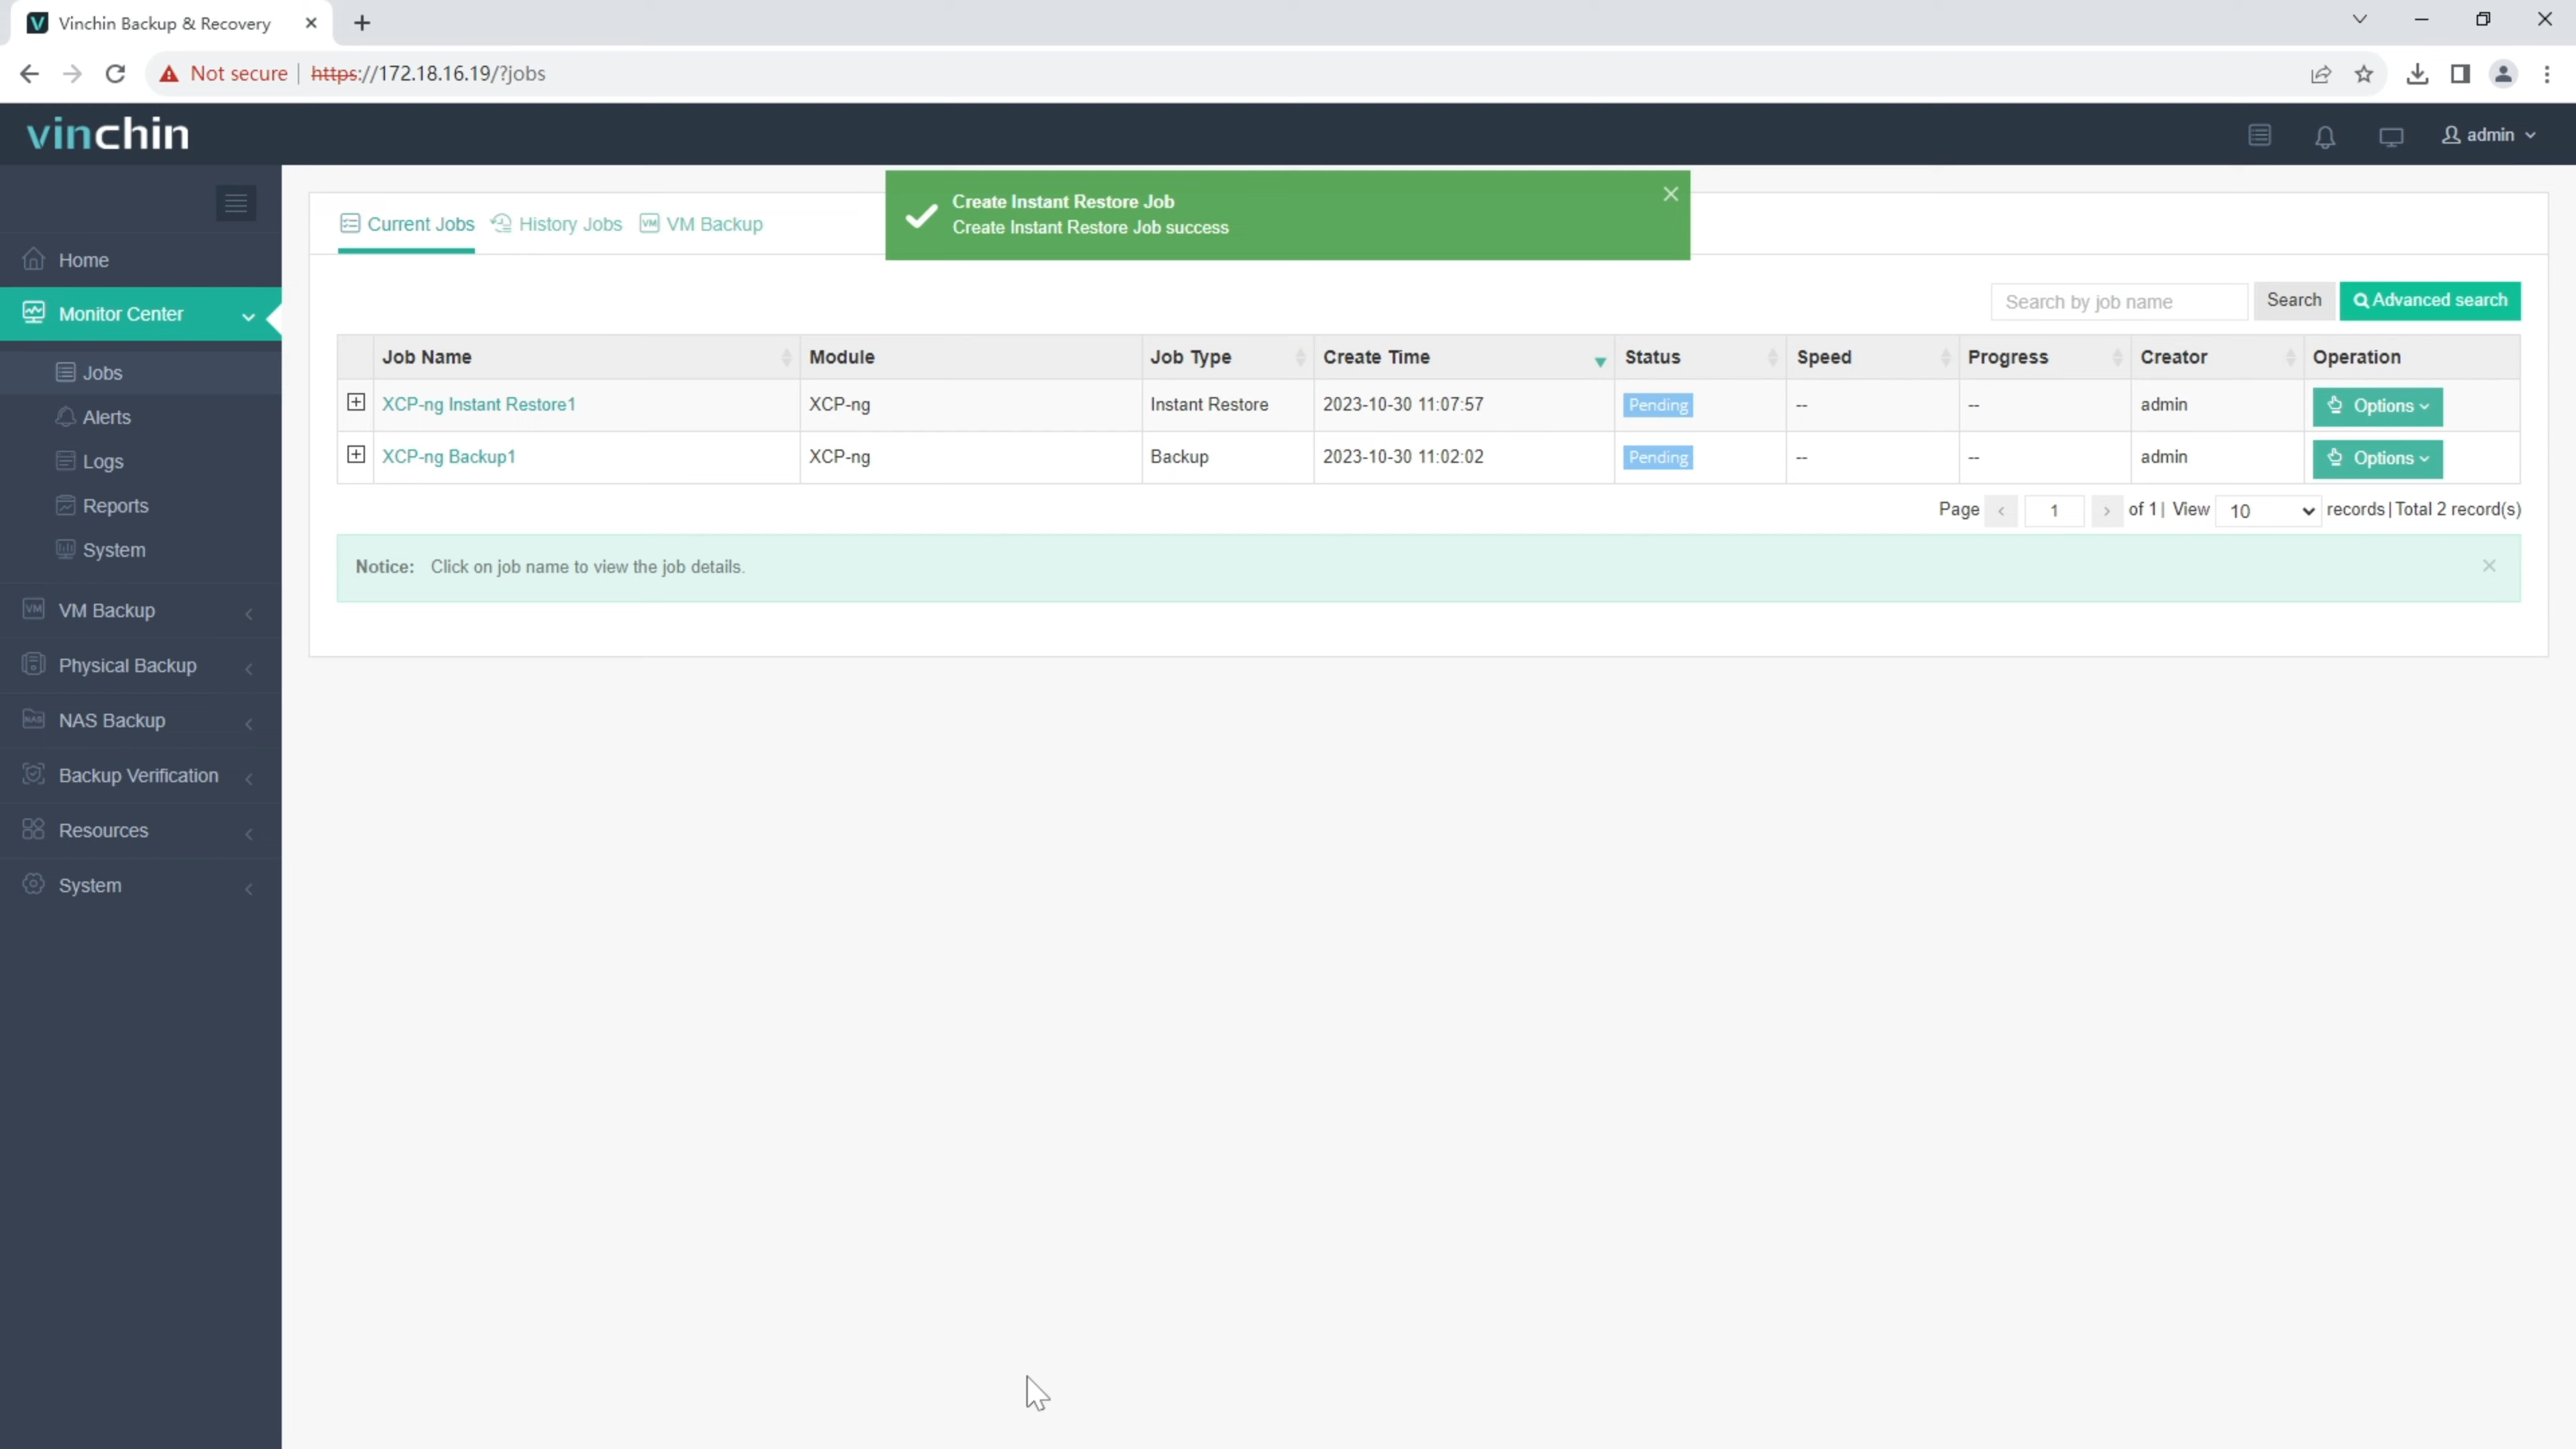 Vinchin Backup & Recovery
Not secure | https://172.18.16.19/?jobs
vinchin
admin
Create Instant Restore Job
Create Instant Restore Job success
Current Jobs History Jobs VM VM Backup
Home
Monitor Center
Jobs
Alerts
Logs
Reports
System
VM VM Backup
Physical Backup
NAS NAS Backup
Backup Verification
Resources
System
Search by job name Search Advanced search
Job Name Module Job Type Create Time Status Speed Progress Creator Operation
XCP-ng Instant Restore1 XCP-ng Instant Restore 2023-10-30 11:07:57 Pending -- -- admin Options
XCP-ng Backup1 XCP-ng Backup 2023-10-30 11:02:02 Pending -- -- admin Options
Page < 1 > of 1 | View 10 records | Total 2 record(s)
Notice: Click on job name to view the job details.